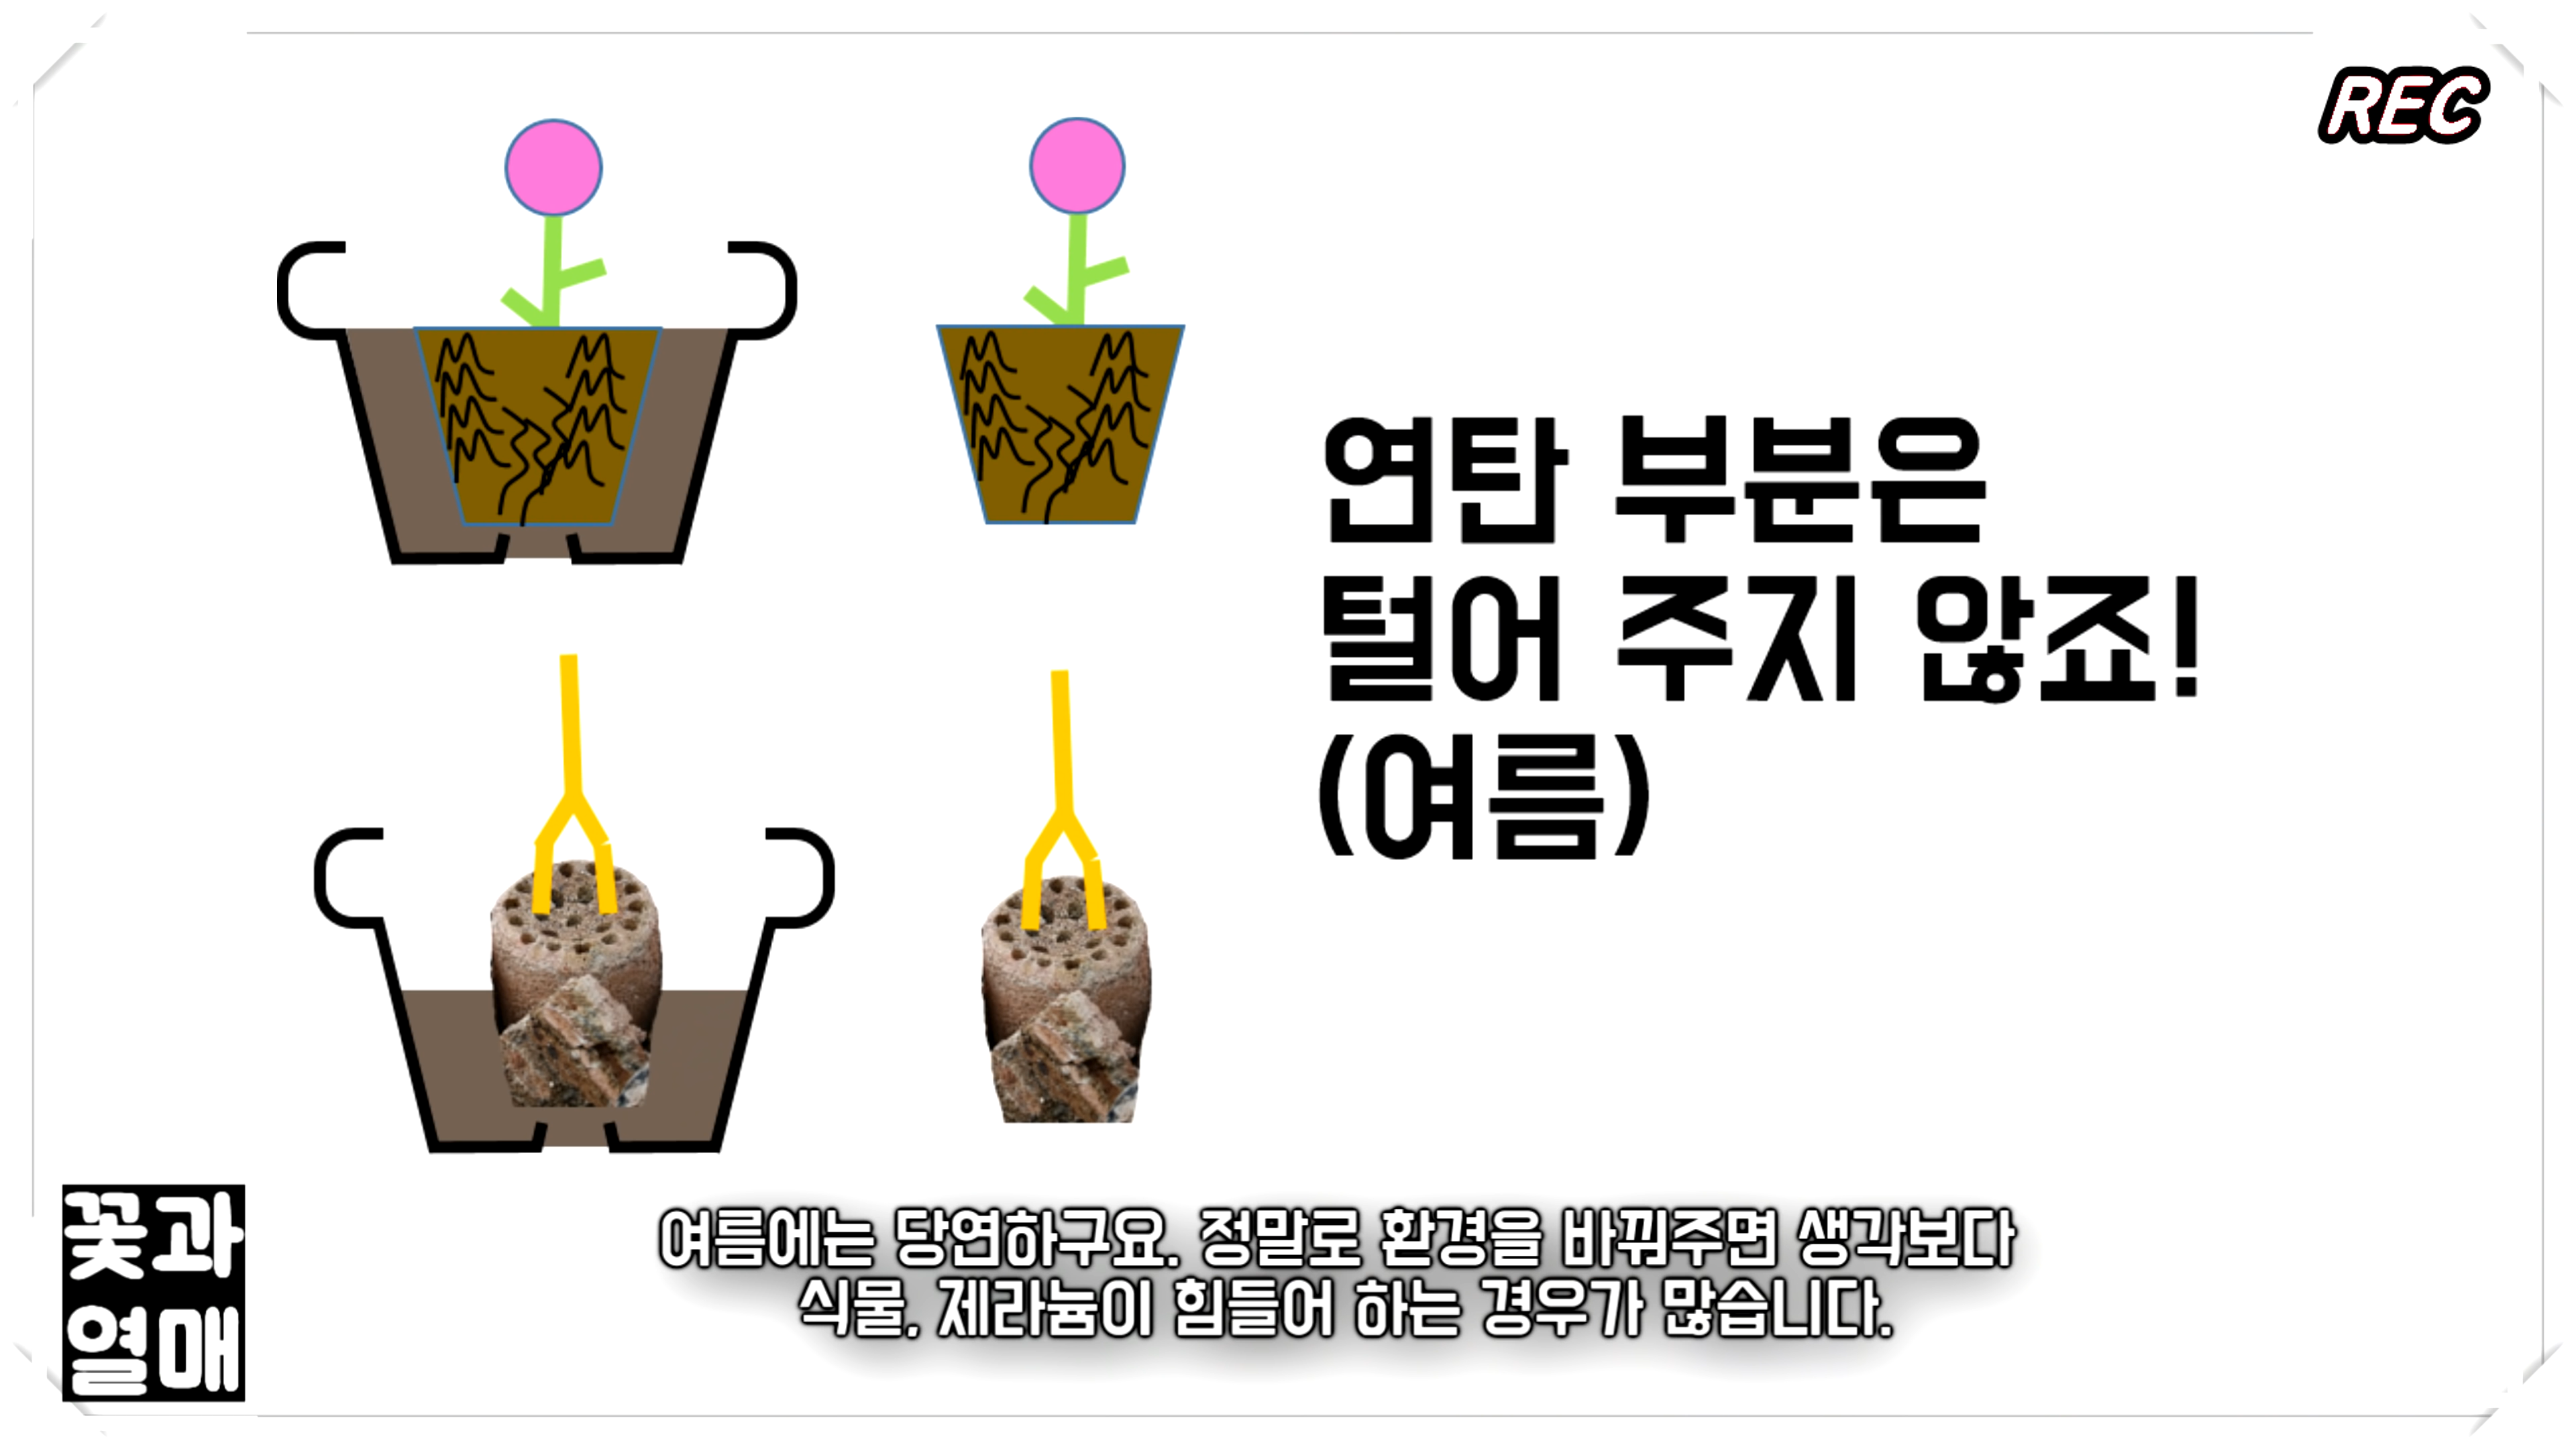 REC
연탄 부분은
털어 주지 않죠!
(여름)
꽃과
열매
여름에는 당연하구요. 정말로 환경을 바꿔주면 생각보다
식물, 제라늄이 힘들어 하는 경우가 많습니다.